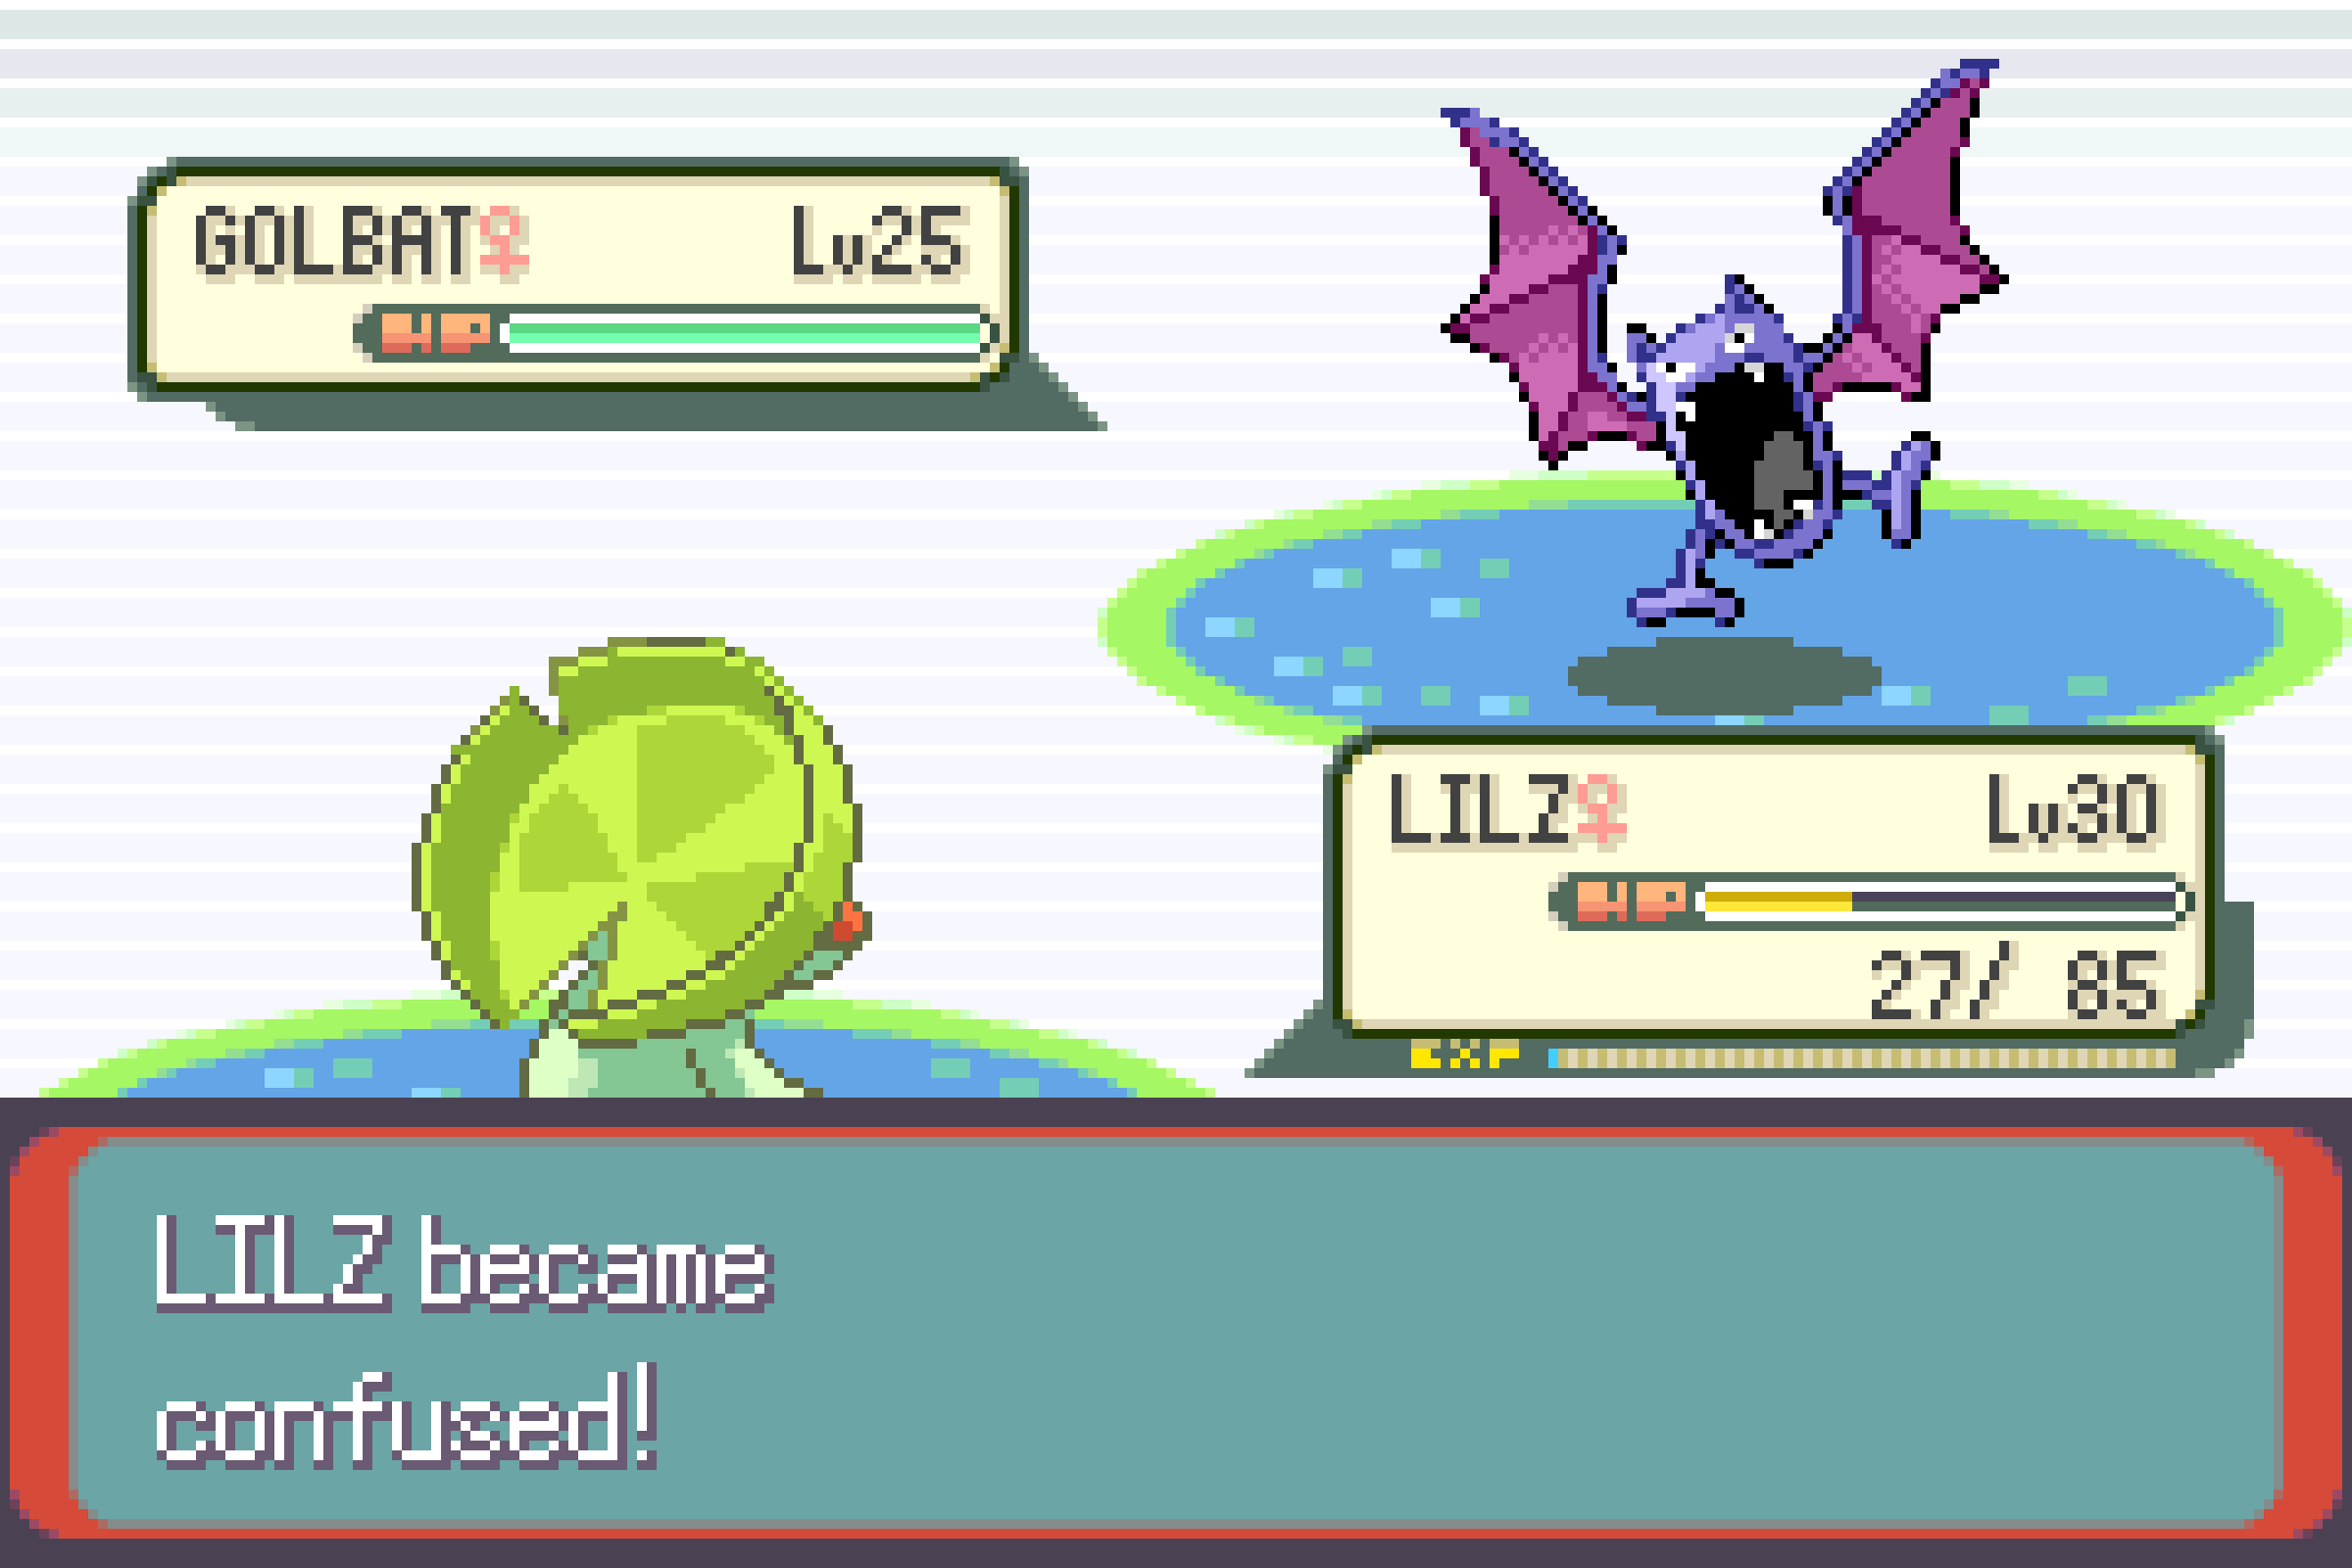 GOLBAT♀ Lv25
HP
LILZ♀ Lv30
HP
27/ 85
EXP
LILZ became
confused!